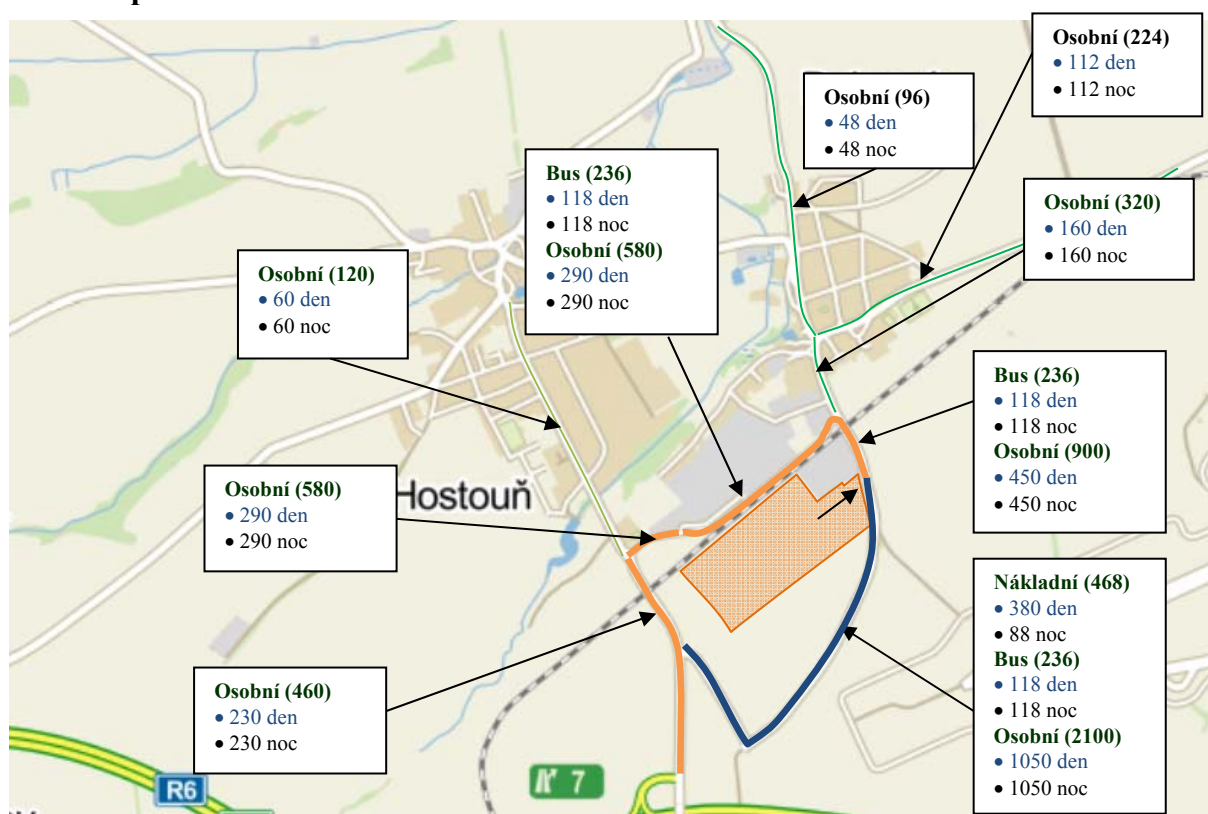 Osobní (224)
• 112 den
• 112 noc
Osobní (96)
• 48 den
• 48 noc
Bus (236)
• 118 den
• 118 noc
Osobní (580)
• 290 den
• 290 noc
Osobní (320)
• 160 den
• 160 noc
Osobní (120)
• 60 den
• 60 noc
Bus (236)
• 118 den
• 118 noc
Osobní (900)
• 450 den
• 450 noc
Osobní (580)
• 290 den
• 290 noc
Hostouň
Nákladní (468)
• 380 den
• 88 noc
Bus (236)
• 118 den
• 118 noc
Osobní (2100)
• 1050 den
• 1050 noc
Osobní (460)
• 230 den
• 230 noc
R6
7